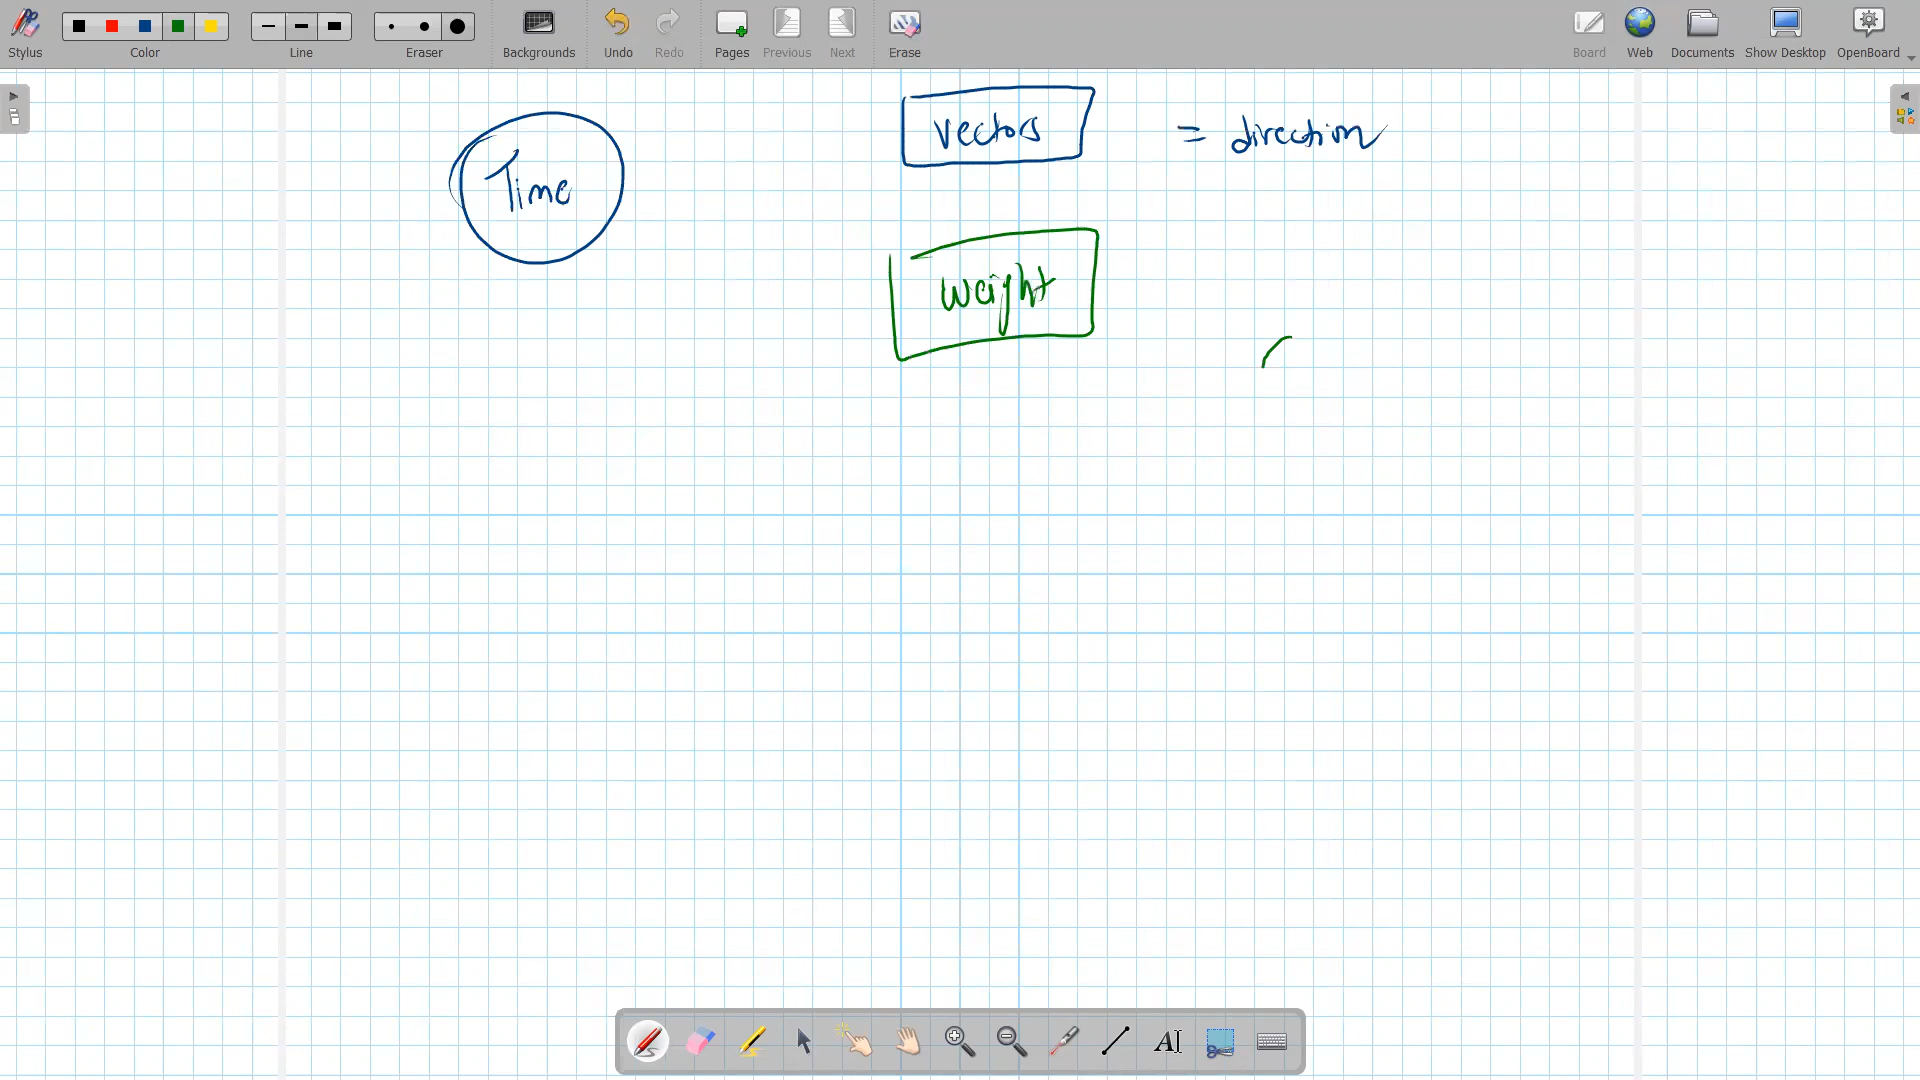 Stylus Color Line Eraser Backgrounds Undo Redo Pages Previous Next Erase Board Web Documents Show Desktop OpenBoard
vectors = direction
Time
weight